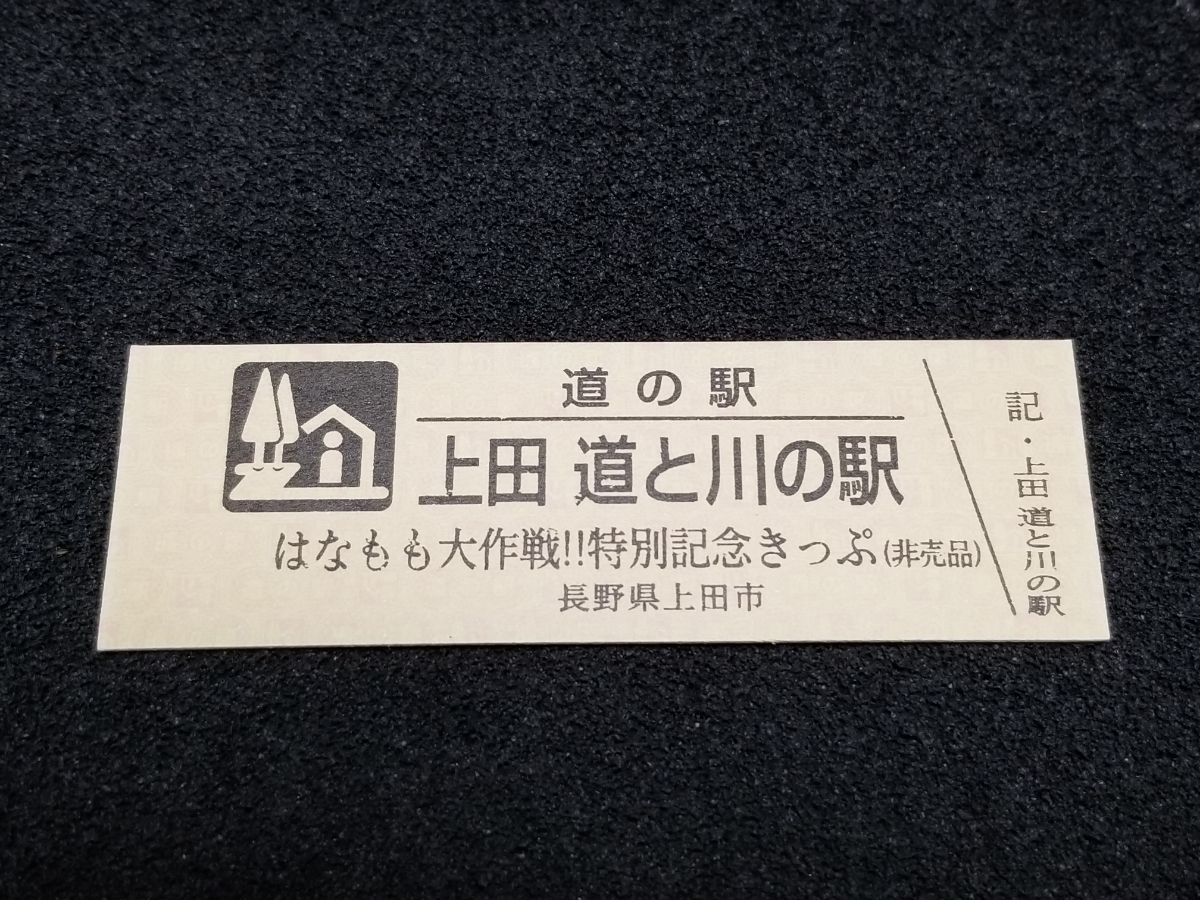 道の駅
上田 道と川の駅
はなもも大作戦!!特別記念きっぷ(非売品)
長野県上田市
記・上田 道と川の駅